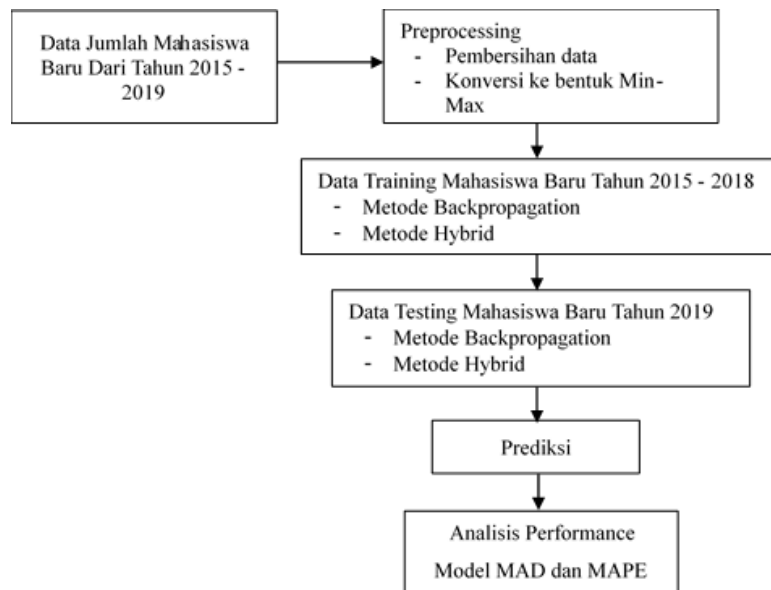 Data Jumlah Mahasiswa
Baru Dari Tahun 2015 -
2019
Preprocessing
- Pembersihan data
- Konversi ke bentuk Min-
Max
Data Training Mahasiswa Baru Tahun 2015 - 2018
- Metode Backpropagation
- Metode Hybrid
Data Testing Mahasiswa Baru Tahun 2019
- Metode Backpropagation
- Metode Hybrid
Prediksi
Analisis Performance
Model MAD dan MAPE